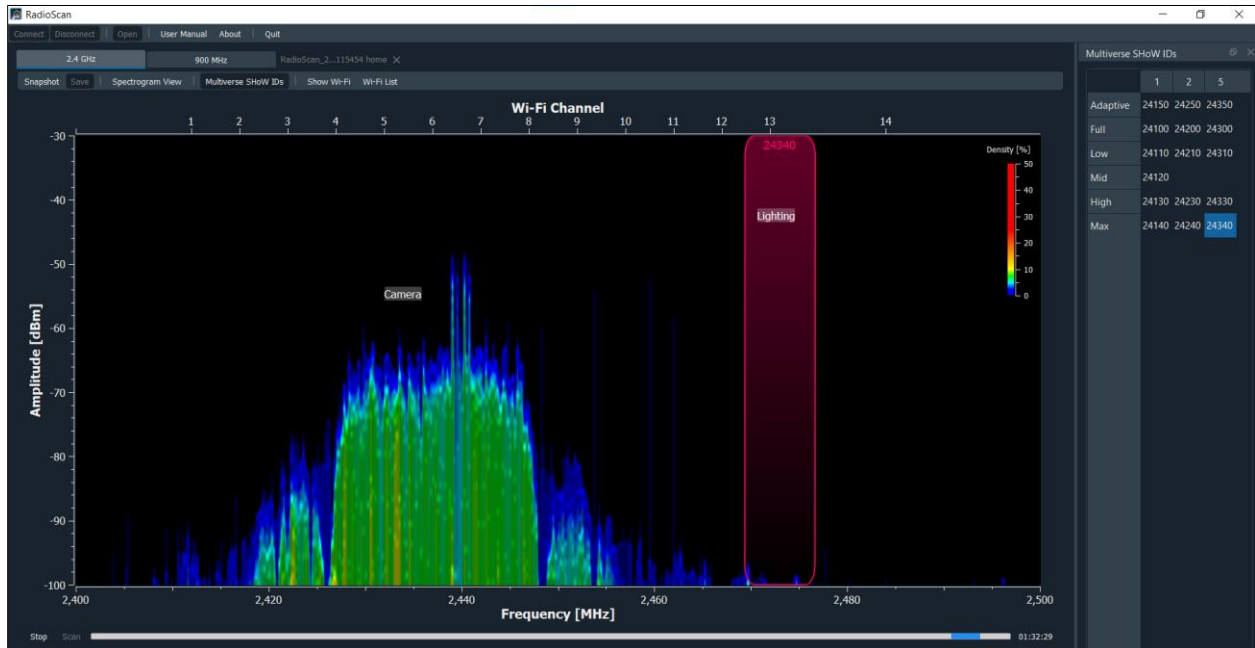 RadioScan
Connect Disconnect Open User Manual About Quit
2.4 GHz 900 MHz RadioScan_2...115454 home
Snapshot Save Spectrogram View Multiverse SHoW IDs Show Wi-Fi Wi-Fi List
Wi-Fi Channel
1 2 3 4 5 6 7 8 9 10 11 12 13 14
-30
-40
-50
-60
-70
-80
-90
-100
Amplitude [dBm]
24340
Lighting
Camera
Density [%]
50
40
30
20
10
0
2,400 2,420 2,440 2,460 2,480 2,500
Frequency [MHz]
Stop Scan 01:32:29
Multiverse SHoW IDs
1 2 5
Adaptive 24150 24250 24350
Full 24100 24200 24300
Low 24110 24210 24310
Mid 24120
High 24130 24230 24330
Max 24140 24240 24340